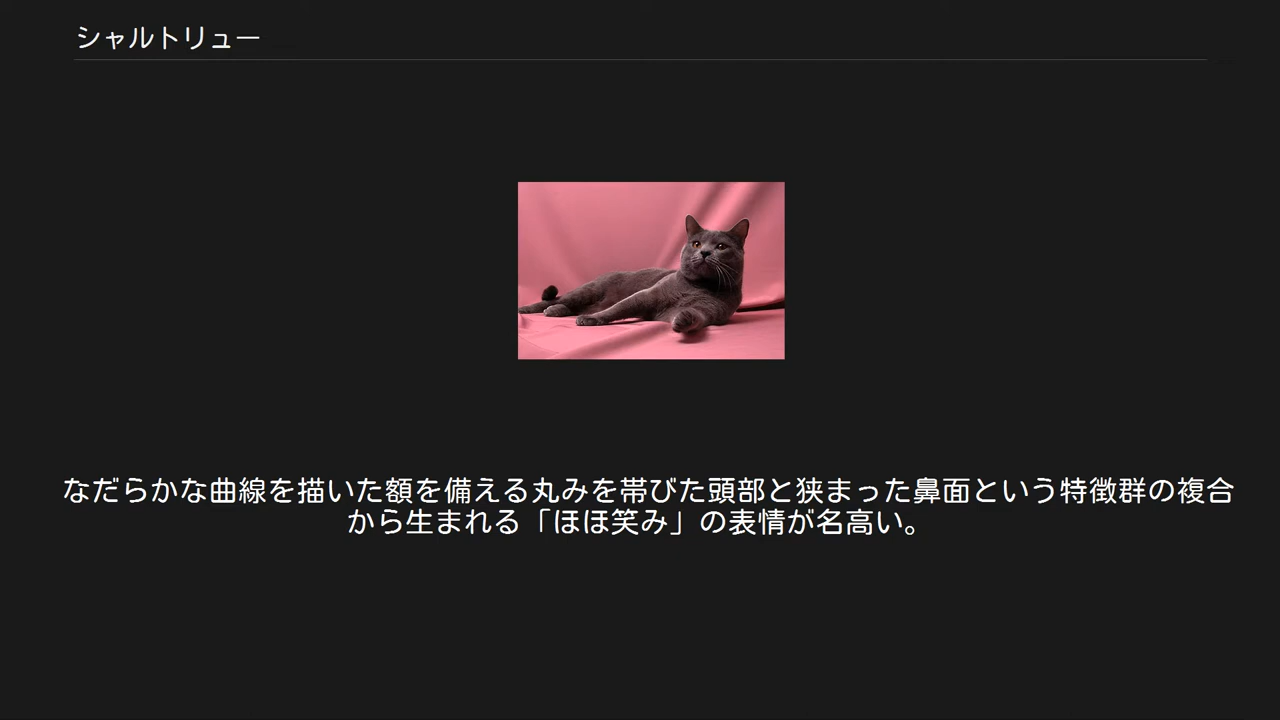 シャルトリュー
なだらかな曲線を描いた額を備える丸みを帯びた頭部と狭まった鼻面という特徴群の複合
から生まれる「ほほ笑み」の表情が名高い。